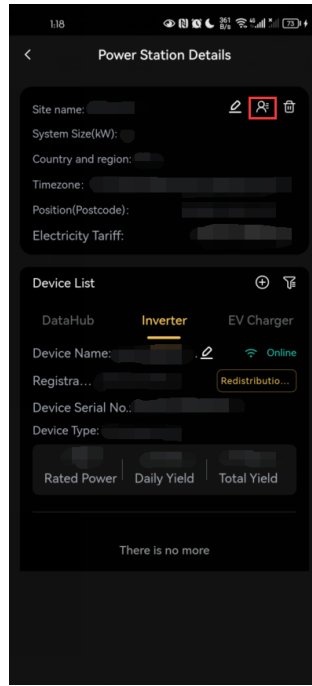 1:18 361 B/s 73
Power Station Details
Site name:
System Size(kW):
Country and region:
Timezone:
Position(Postcode):
Electricity Tariff:
Device List
DataHub Inverter EV Charger
Device Name: Online
Registra... Redistributio...
Device Serial No.:
Device Type:
Rated Power Daily Yield Total Yield
There is no more